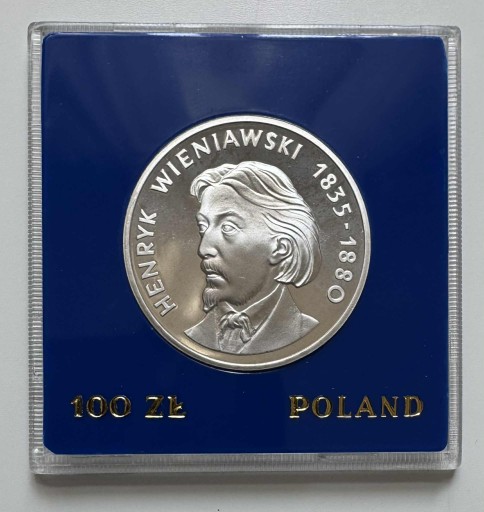 HENRYK WIENIAWSKI 1835-1880
100 ZŁ POLAND